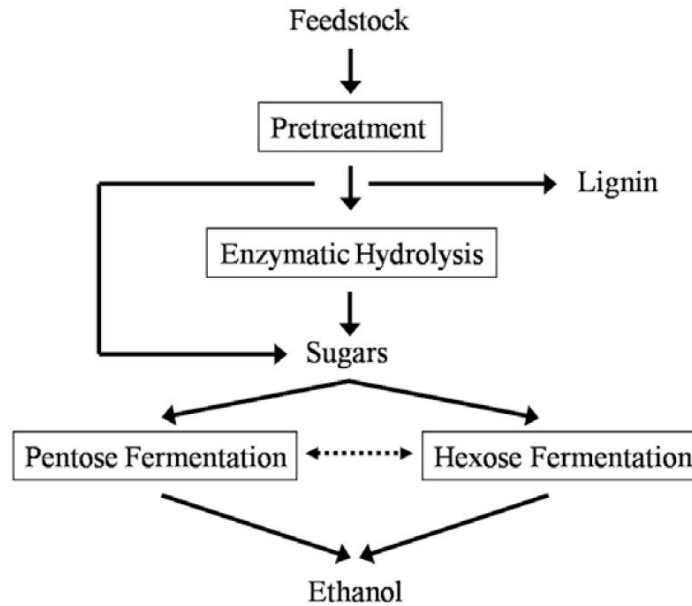 Feedstock
Pretreatment
Lignin
Enzymatic Hydrolysis
Sugars
Pentose Fermentation
Hexose Fermentation
Ethanol